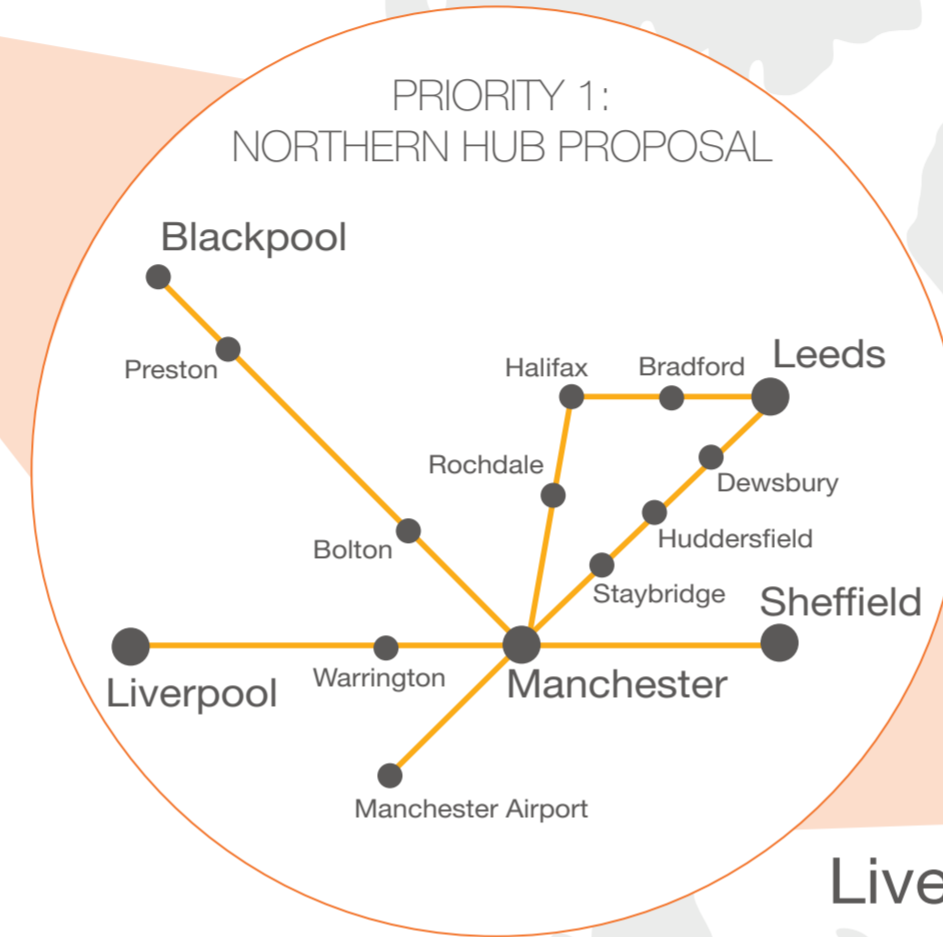 PRIORITY 1:
NORTHERN HUB PROPOSAL
Blackpool
Preston
Halifax
Bradford
Leeds
Rochdale
Dewsbury
Bolton
Huddersfield
Staybridge
Sheffield
Liverpool
Warrington
Manchester
Manchester Airport
Live